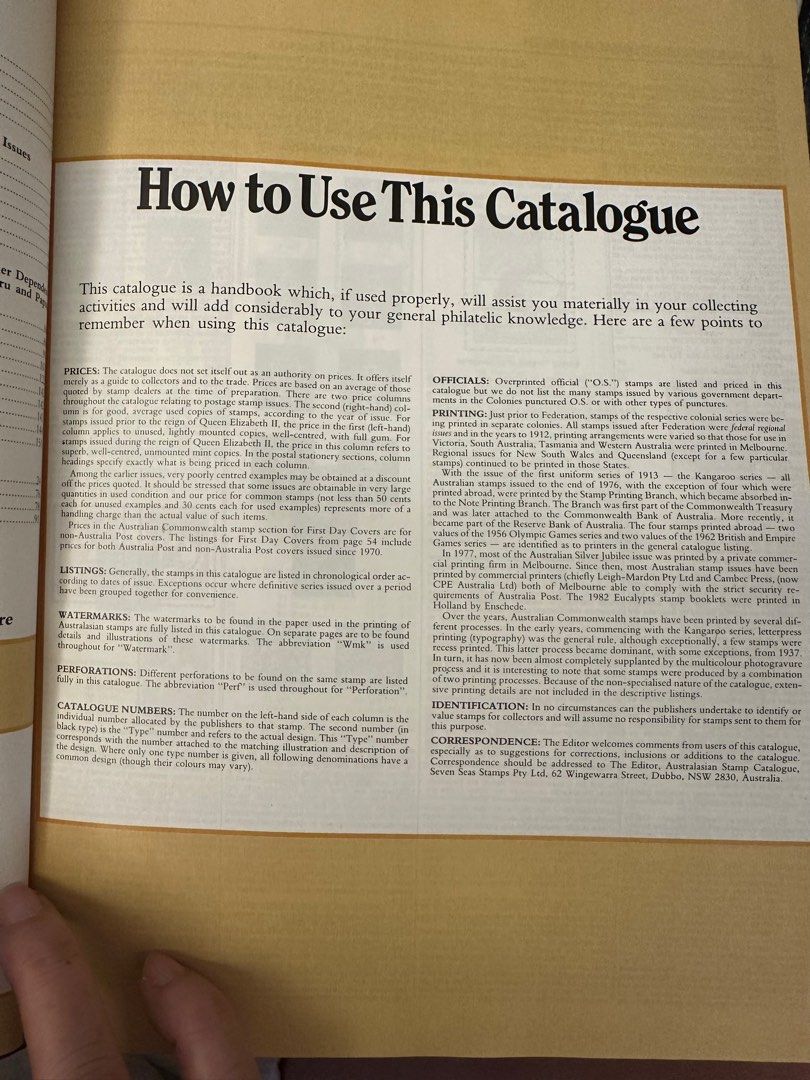 Issues
er Depende
ru and Pap
re
How to Use This Catalogue
This catalogue is a handbook which, if used properly, will assist you materially in your collecting
activities and will add considerably to your general philatelic knowledge. Here are a few points to
remember when using this catalogue:
PRICES: The catalogue does not set itself out as an authority on prices. It offers itself
merely as a guide to collectors and to the trade. Prices are based on an average of those
quoted by stamp dealers at the time of preparation. There are two price columns
throughout the catalogue relating to postage stamp issues. The second (right-hand) col-
umn is for good, average used copies of stamps, according to the year of issue. For
stamps issued prior to the reign of Queen Elizabeth II, the price in the first (left-hand)
column applies to unused, lightly mounted copies, well-centred, with full gum. For
stamps issued during the reign of Queen Elizabeth II, the price in this column refers to
superb, well-centred, unmounted mint copies. In the postal stationery sections, column
headings specify exactly what is being priced in each column.
Among the earlier issues, very poorly centred examples may be obtained at a discount
off the prices quoted. It should be stressed that some issues are obtainable in very large
quantities in used condition and our price for common stamps (not less than 50 cents
each for unused examples and 30 cents each for used examples) represents more of a
handling charge than the actual value of such items.
Prices in the Australian Commonwealth stamp section for First Day Covers are for
non-Australia Post covers. The listings for First Day Covers from page 54 include
prices for both Australia Post and non-Australia Post covers issued since 1970.
LISTINGS: Generally, the stamps in this catalogue are listed in chronological order ac-
cording to dates of issue. Exceptions occur where definitive series issued over a period
have been grouped together for convenience.
WATERMARKS: The watermarks to be found in the paper used in the printing of
Australasian stamps are fully listed in this catalogue. On separate pages are to be found
details and illustrations of these watermarks. The abbreviation "Wmk" is used
throughout for "Watermark".
PERFORATIONS: Different perforations to be found on the same stamp are listed
fully in this catalogue. The abbreviation "Perf" is used throughout for "Perforation".
CATALOGUE NUMBERS: The number on the left-hand side of each column is the
individual number allocated by the publishers to that stamp. The second number (in
black type) is the "Type" number and refers to the actual design. This "Type" number
corresponds with the number attached to the matching illustration and description of
the design. Where only one type number is given, all following denominations have a
common design (though their colours may vary).
OFFICIALS: Overprinted official ("O.S.") stamps are listed and priced in this
catalogue but we do not list the many stamps issued by various government depart-
ments in the Colonies punctured O.S. or with other types of punctures.
PRINTING: Just prior to Federation, stamps of the respective colonial series were be-
ing printed in separate colonies. All stamps issued after Federation were federal regional
issues and in the years to 1912, printing arrangements were varied so that those for use in
Victoria, South Australia, Tasmania and Western Australia were printed in Melbourne.
Regional issues for New South Wales and Queensland (except for a few particular
stamps) continued to be printed in those States.
With the issue of the first uniform series of 1913 — the Kangaroo series — all
Australian stamps issued to the end of 1976, with the exception of four which were
printed abroad, were printed by the Stamp Printing Branch, which became absorbed in-
to the Note Printing Branch. The Branch was first part of the Commonwealth Treasury
and was later attached to the Commonwealth Bank of Australia. More recently, it
became part of the Reserve Bank of Australia. The four stamps printed abroad — two
values of the 1956 Olympic Games series and two values of the 1962 British and Empire
Games series — are identified as to printers in the general catalogue listing.
In 1977, most of the Australian Silver Jubilee issue was printed by a private commer-
cial printing firm in Melbourne. Since then, most Australian stamp issues have been
printed by commercial printers (chiefly Leigh-Mardon Pty Ltd and Cambec Press, (now
CPE Australia Ltd) both of Melbourne able to comply with the strict security re-
quirements of Australia Post. The 1982 Eucalypts stamp booklets were printed in
Holland by Enschede.
Over the years, Australian Commonwealth stamps have been printed by several dif-
ferent processes. In the early years, commencing with the Kangaroo series, letterpress
printing (typography) was the general rule, although exceptionally, a few stamps were
recess printed. This latter process became dominant, with some exceptions, from 1937.
In turn, it has now been almost completely supplanted by the multicolour photogravure
process and it is interesting to note that some stamps were produced by a combination
of two printing processes. Because of the non-specialised nature of the catalogue, exten-
sive printing details are not included in the descriptive listings.
IDENTIFICATION: In no circumstances can the publishers undertake to identify or
value stamps for collectors and will assume no responsibility for stamps sent to them for
this purpose.
CORRESPONDENCE: The Editor welcomes comments from users of this catalogue,
especially as to suggestions for corrections, inclusions or additions to the catalogue.
Correspondence should be addressed to The Editor, Australasian Stamp Catalogue,
Seven Seas Stamps Pty Ltd, 62 Wingewarra Street, Dubbo, NSW 2830, Australia.